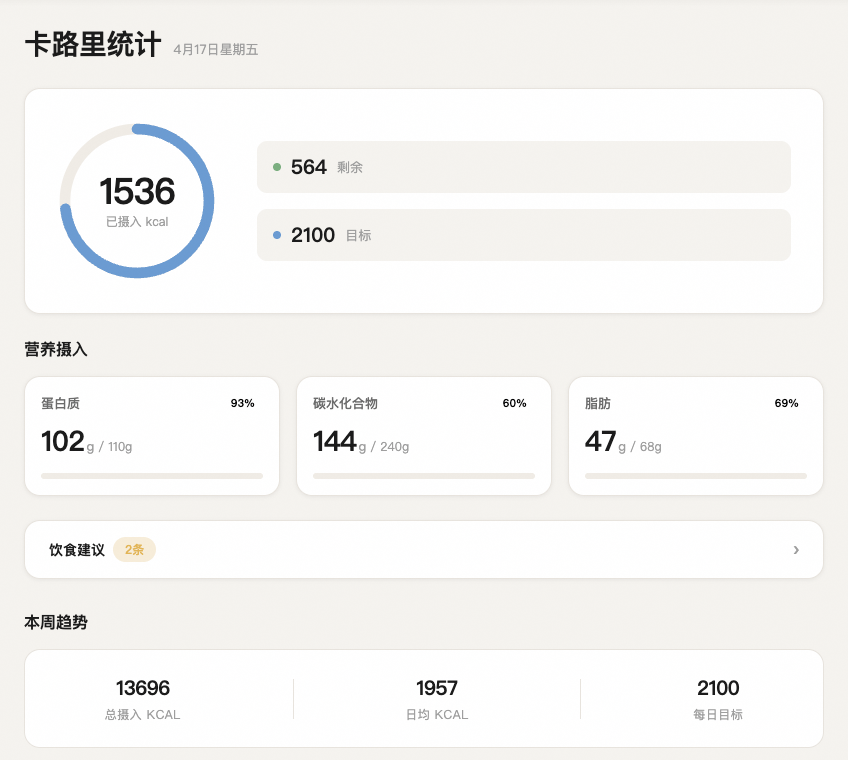 卡路里统计 4月17日星期五
1536
已摄入 kcal
564 剩余
2100 目标
营养摄入
蛋白质 93%
102g / 110g
碳水化合物 60%
144g / 240g
脂肪 69%
47g / 68g
饮食建议 2条 ›
本周趋势
13696
总摄入 KCAL
1957
日均 KCAL
2100
每日目标